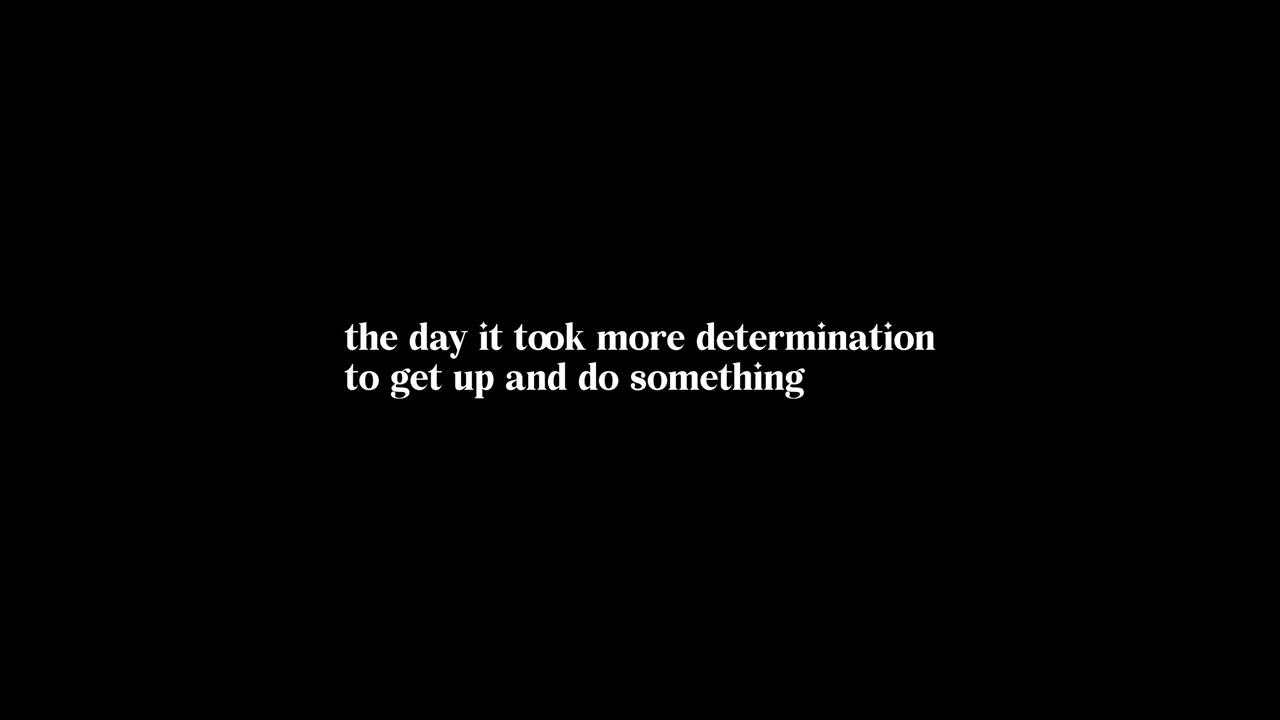 the day it took more determination
to get up and do something